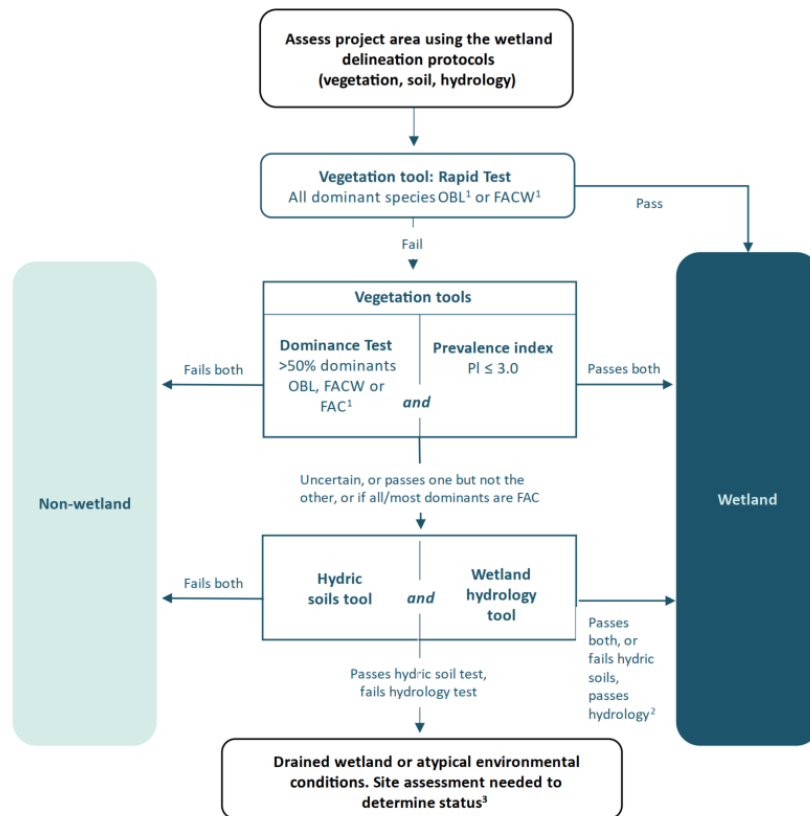 Assess project area using the wetland
delineation protocols
(vegetation, soil, hydrology)
Vegetation tool: Rapid Test
All dominant species OBL¹ or FACW¹
Pass
Fail
Vegetation tools
Dominance Test
>50% dominants
OBL, FACW or
FAC¹
and
Prevalence index
PI ≤ 3.0
Fails both
Passes both
Non-wetland
Wetland
Uncertain, or passes one but not the
other, or if all/most dominants are FAC
Fails both
Hydric
soils tool
and
Wetland
hydrology
tool
Passes
both, or
fails hydric
soils,
passes
hydrology²
Passes hydric soil test,
fails hydrology test
Drained wetland or atypical environmental
conditions. Site assessment needed to
determine status³